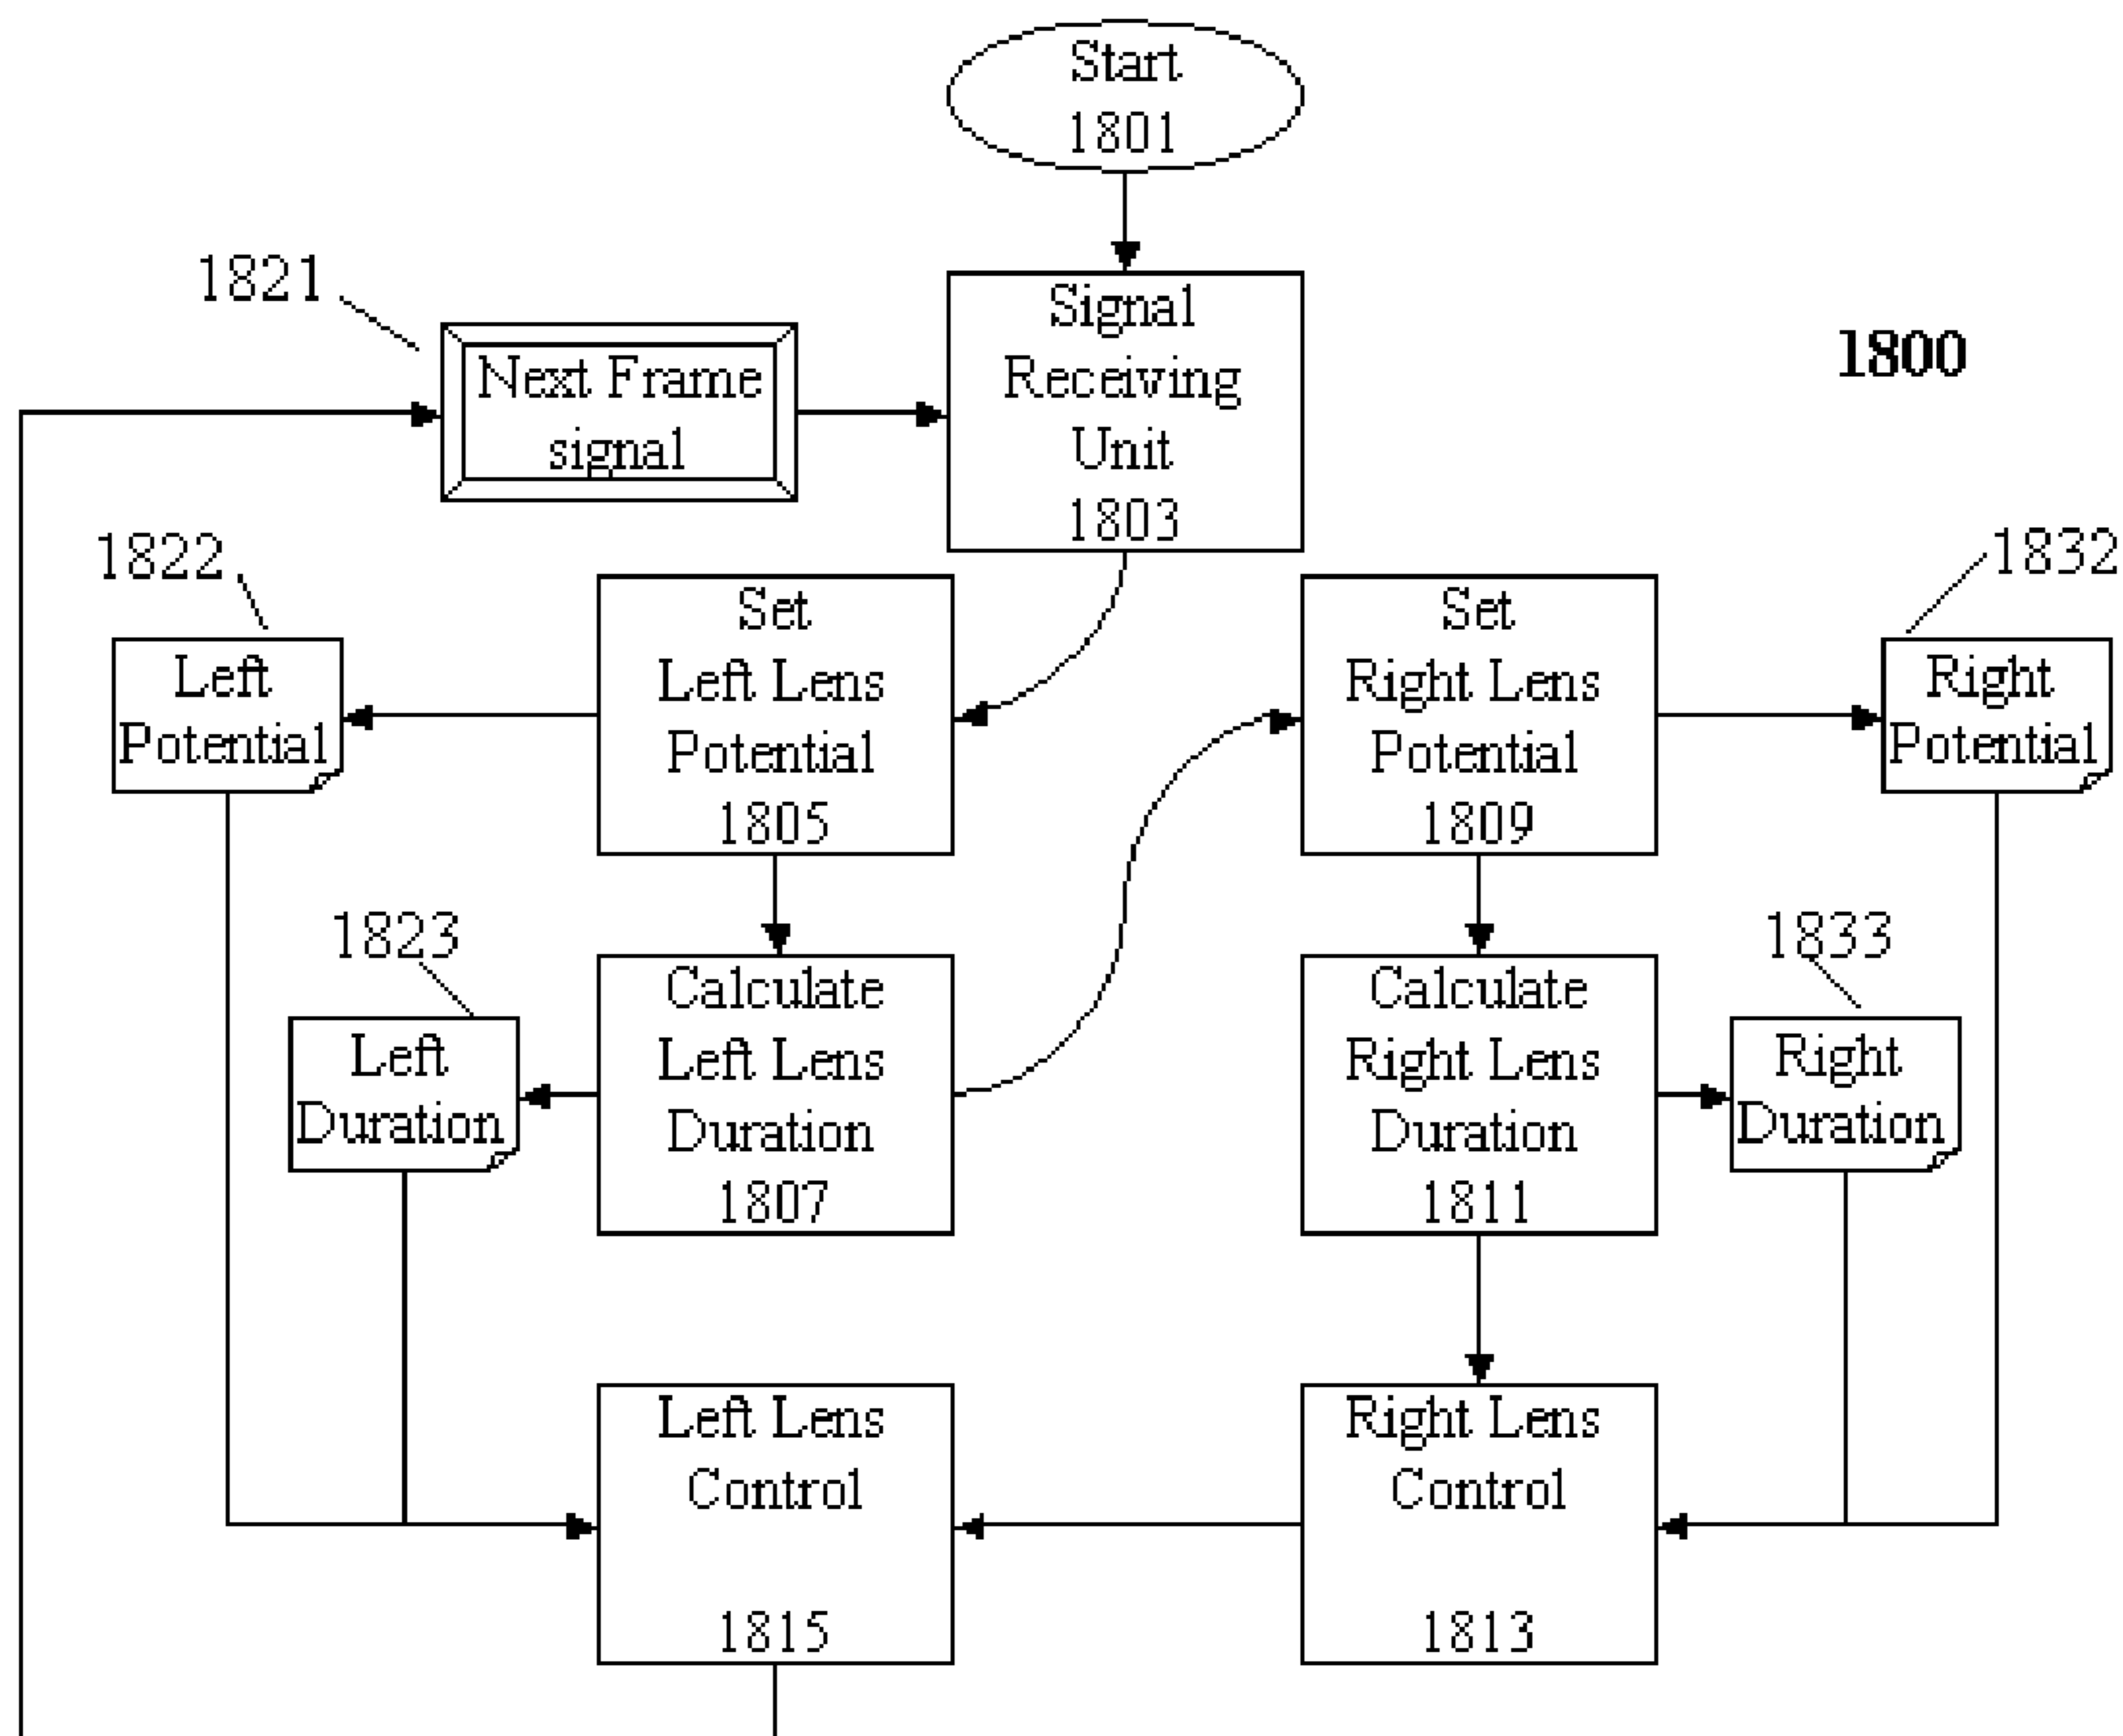 Start
1801
1821
Next Frame
signal
Signal
Receiving
Unit
1803
1800
1822
Left
Potential
Set
Left Lens
Potential
1805
Set
Right Lens
Potential
1809
1832
Right
Potential
1823
Left
Duration
Calculate
Left Lens
Duration
1807
Calculate
Right Lens
Duration
1811
1833
Right
Duration
Left Lens
Control
1815
Right Lens
Control
1813